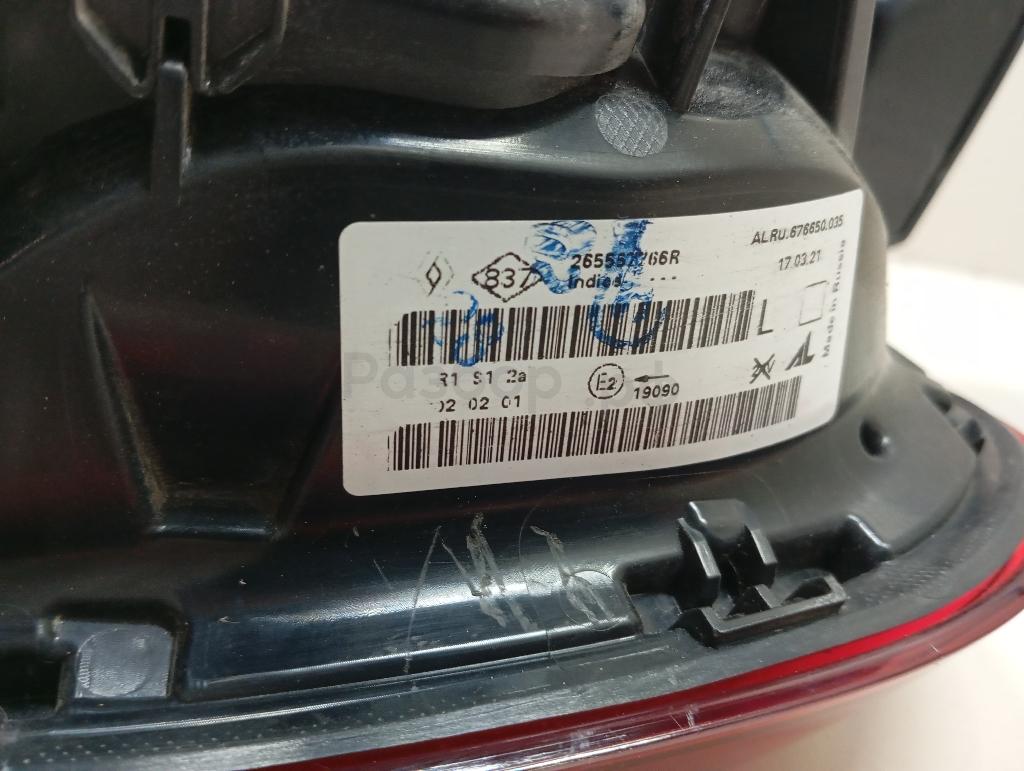 ALRU.676650.035
837
Indice: - - - -
17.03.21
L
Made in Russia
R1 S1 2a
02 02 01
E2
19090
AL